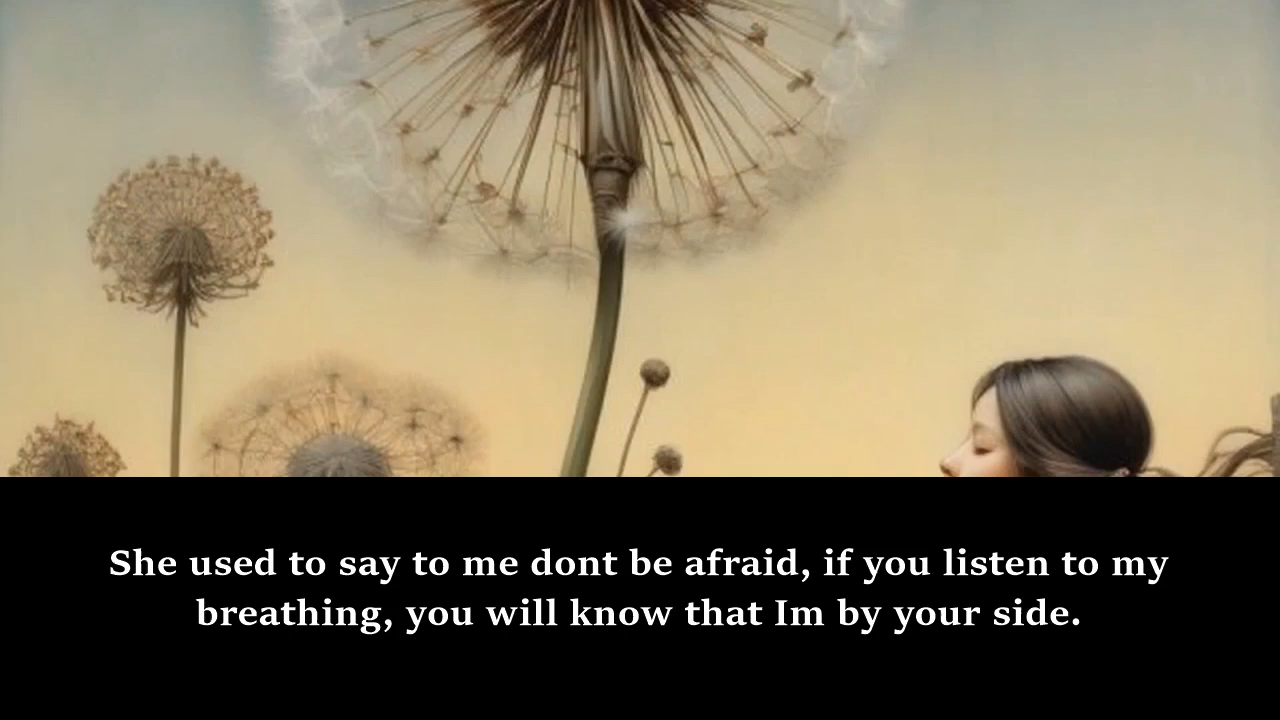 She used to say to me dont be afraid, if you listen to my
breathing, you will know that Im by your side.